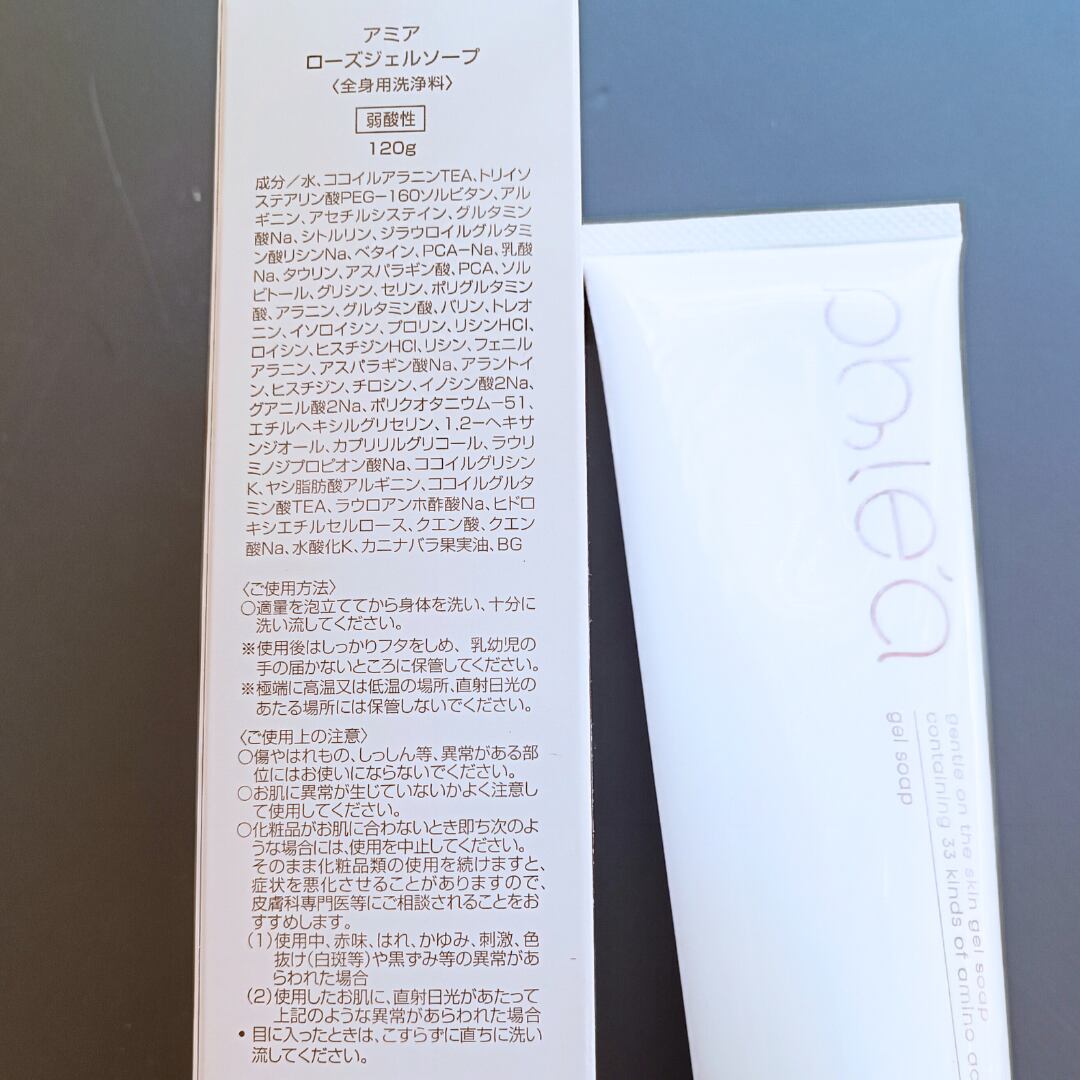 アミア
ローズジェルソープ
〈全身用洗浄料〉
弱酸性
120g
成分／水、ココイルアラニンTEA、トリイソ
ステアリン酸PEG－160ソルビタン、アル
ギニン、アセチルシステイン、グルタミン
酸Na、シトルリン、ジラウロイルグルタミ
ン酸リシンNa、ベタイン、PCA－Na、乳酸
Na、タウリン、アスパラギン酸、PCA、ソル
ビトール、グリシン、セリン、ポリグルタミン
酸、アラニン、グルタミン酸、バリン、トレオ
ニン、イソロイシン、プロリン、リシンHCl、
ロイシン、ヒスチジンHCl、リシン、フェニル
アラニン、アスパラギン酸Na、アラントイ
ン、ヒスチジン、チロシン、イノシン酸2Na、
グアニル酸2Na、ポリクオタニウム－51、
エチルヘキシルグリセリン、1,2－ヘキサ
ンジオール、カプリリルグリコール、ラウリ
ミノジプロピオン酸Na、ココイルグリシン
K、ヤシ脂肪酸アルギニン、ココイルグルタ
ミン酸TEA、ラウロアンホ酢酸Na、ヒドロ
キシエチルセルロース、クエン酸、クエン
酸Na、水酸化K、カニナバラ果実油、BG
〈ご使用方法〉
○適量を泡立ててから身体を洗い、十分に
洗い流してください。
※使用後はしっかりフタをしめ、乳幼児の
手の届かないところに保管してください。
※極端に高温又は低温の場所、直射日光の
あたる場所には保管しないでください。
〈ご使用上の注意〉
○傷やはれもの、しっしん等、異常がある部
位にはお使いにならないでください。
○お肌に異常が生じていないかよく注意し
て使用してください。
○化粧品がお肌に合わないとき即ち次のよ
うな場合には、使用を中止してください。
そのまま化粧品類の使用を続けますと、
症状を悪化させることがありますので、
皮膚科専門医等にご相談されることをお
すすめします。
（1）使用中、赤味、はれ、かゆみ、刺激、色
抜け（白斑等）や黒ずみ等の異常があ
らわれた場合
（2）使用したお肌に、直射日光があたって
上記のような異常があらわれた場合
● 目に入ったときは、こすらずに直ちに洗い
流してください。
phle'a
gel soap
gentle on the skin gel soap
containing 33 kinds of amino ac